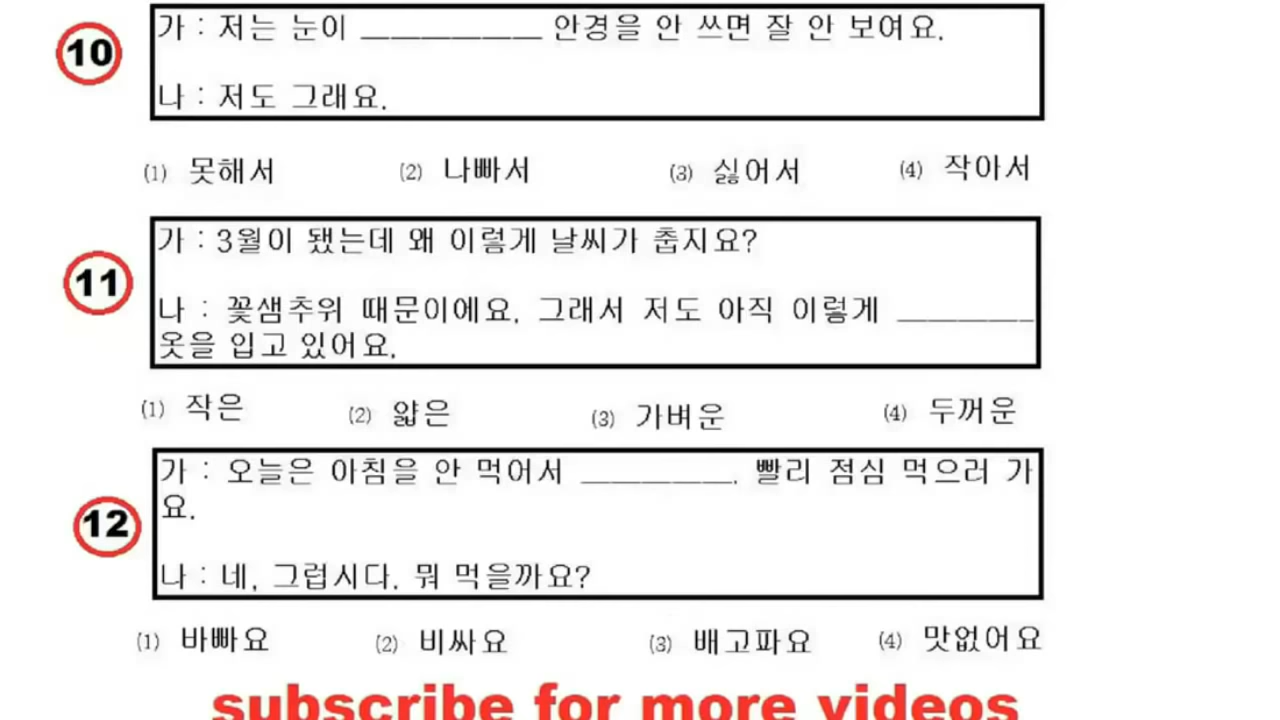 10
가 : 저는 눈이 __________ 안경을 안 쓰면 잘 안 보여요.
나 : 저도 그래요.
(1) 못해서 (2) 나빠서 (3) 싫어서 (4) 작아서
11
가 : 3월이 됐는데 왜 이렇게 날씨가 춥지요?
나 : 꽃샘추위 때문이에요. 그래서 저도 아직 이렇게 ________
옷을 입고 있어요.
(1) 작은 (2) 얇은 (3) 가벼운 (4) 두꺼운
12
가 : 오늘은 아침을 안 먹어서 _________. 빨리 점심 먹으러 가
요.
나 : 네, 그럽시다. 뭐 먹을까요?
(1) 바빠요 (2) 비싸요 (3) 배고파요 (4) 맛없어요
subscribe for more videos